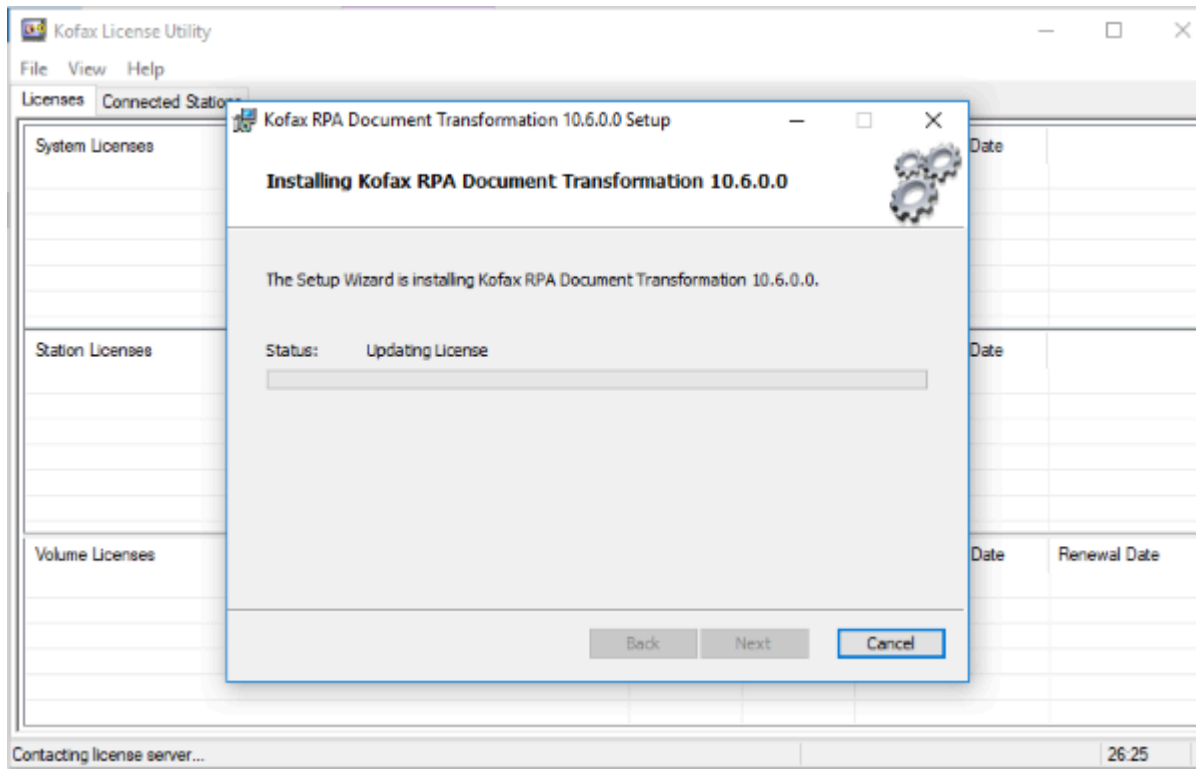 Kofax License Utility
File View Help
Licenses Connected Stations
Kofax RPA Document Transformation 10.6.0.0 Setup
System Licenses
Date
Installing Kofax RPA Document Transformation 10.6.0.0
The Setup Wizard is installing Kofax RPA Document Transformation 10.6.0.0.
Station Licenses
Status: Updating License
Date
Volume Licenses
Date Renewal Date
Back Next Cancel
Contacting license server... 26:25